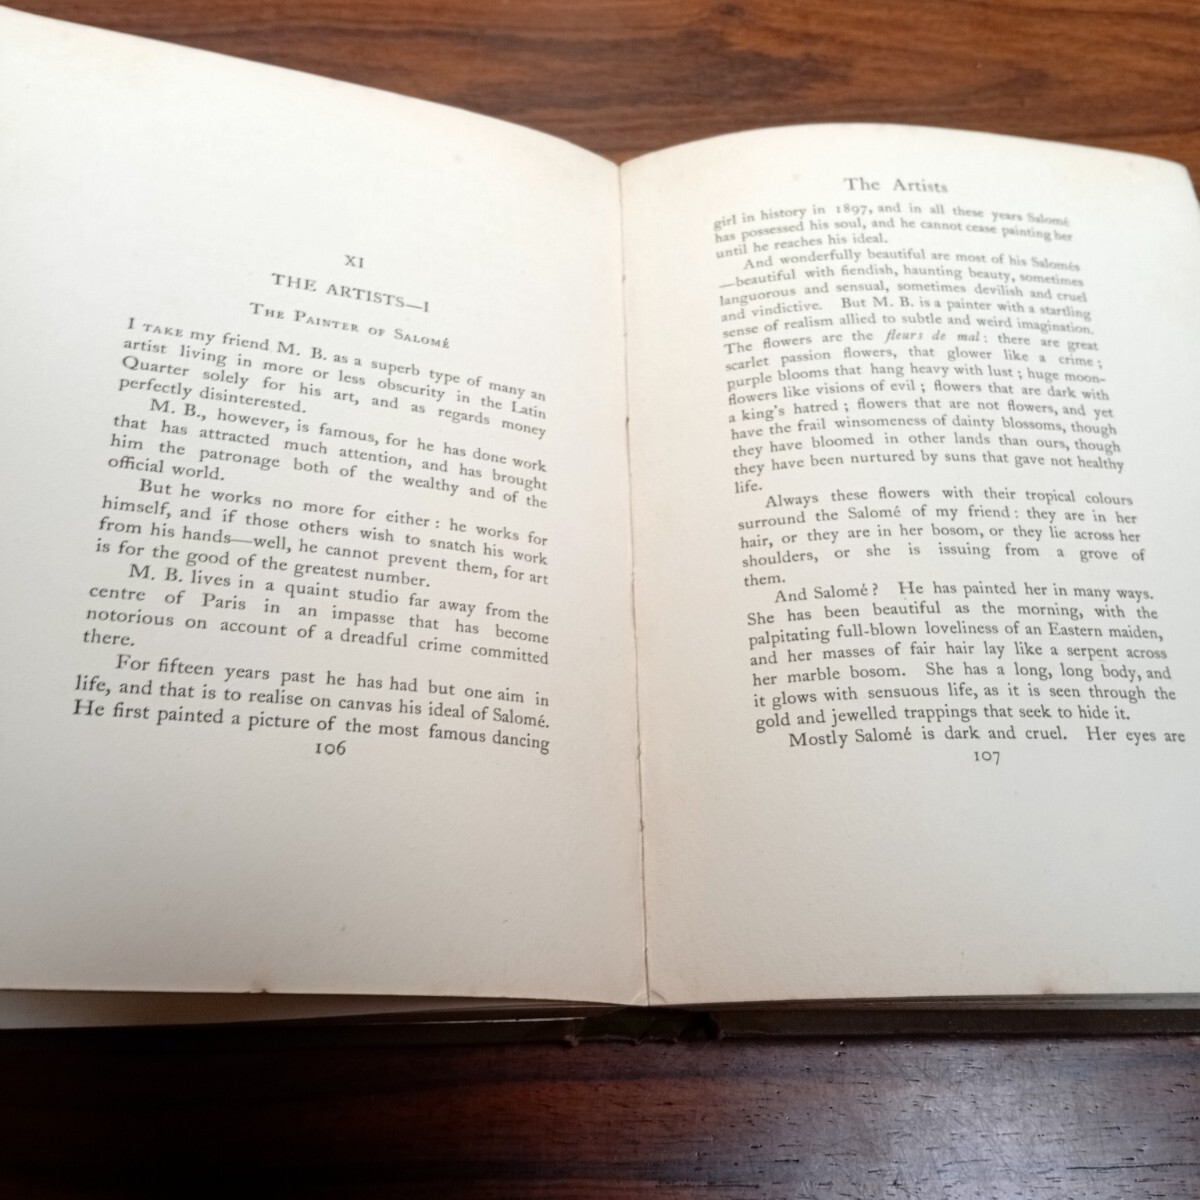 XI
THE ARTISTS—I
THE PAINTER OF SALOMÉ
I TAKE my friend M. B. as a superb type of many an
artist living in more or less obscurity in the Latin
Quarter solely for his art, and as regards money
perfectly disinterested.
M. B., however, is famous, for he has done work
that has attracted much attention, and has brought
him the patronage both of the wealthy and of the
official world.
But he works no more for either : he works for
himself, and if those others wish to snatch his work
from his hands—well, he cannot prevent them, for art
is for the good of the greatest number.
M. B. lives in a quaint studio far away from the
centre of Paris in an impasse that has become
notorious on account of a dreadful crime committed
there.
For fifteen years past he has had but one aim in
life, and that is to realise on canvas his ideal of Salomé.
He first painted a picture of the most famous dancing
106
The Artists
girl in history in 1897, and in all these years Salomé
has possessed his soul, and he cannot cease painting her
until he reaches his ideal.
And wonderfully beautiful are most of his Salomés
—beautiful with fiendish, haunting beauty, sometimes
languorous and sensual, sometimes devilish and cruel
and vindictive. But M. B. is a painter with a startling
sense of realism allied to subtle and weird imagination.
The flowers are the fleurs de mal : there are great
scarlet passion flowers, that glower like a crime ;
purple blooms that hang heavy with lust ; huge moon-
flowers like visions of evil ; flowers that are dark with
a king's hatred ; flowers that are not flowers, and yet
have the frail winsomeness of dainty blossoms, though
they have bloomed in other lands than ours, though
they have been nurtured by suns that gave not healthy
life.
Always these flowers with their tropical colours
surround the Salomé of my friend : they are in her
hair, or they are in her bosom, or they lie across her
shoulders, or she is issuing from a grove of
them.
And Salomé ? He has painted her in many ways.
She has been beautiful as the morning, with the
palpitating full-blown loveliness of an Eastern maiden,
and her masses of fair hair lay like a serpent across
her marble bosom. She has a long, long body, and
it glows with sensuous life, as it is seen through the
gold and jewelled trappings that seek to hide it.
Mostly Salomé is dark and cruel. Her eyes are
107